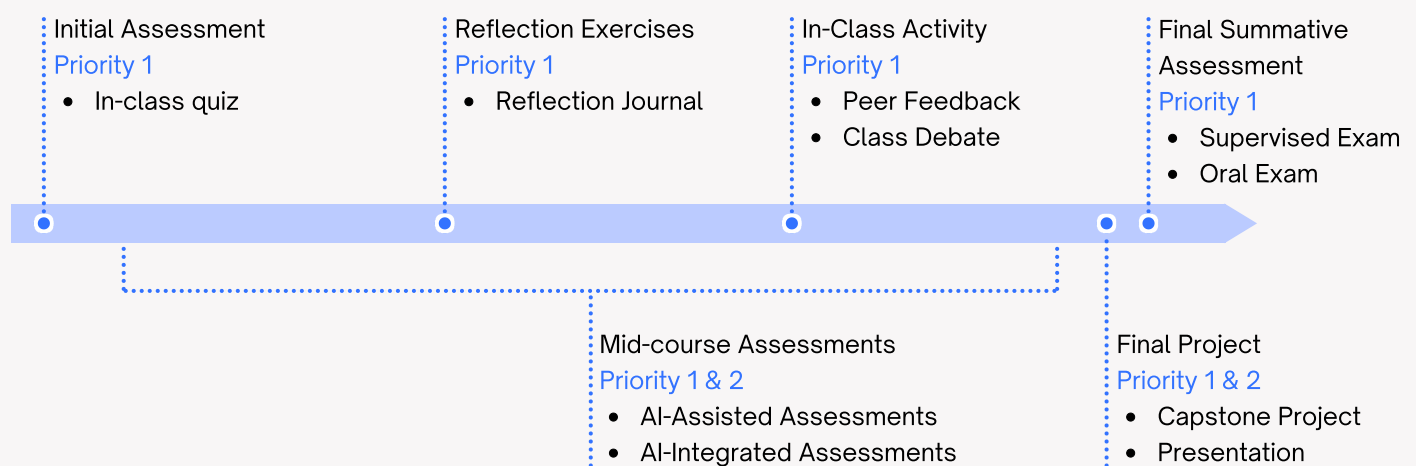 Initial Assessment
Priority 1
• In-class quiz
Reflection Exercises
Priority 1
• Reflection Journal
In-Class Activity
Priority 1
• Peer Feedback
• Class Debate
Final Summative
Assessment
Priority 1
• Supervised Exam
• Oral Exam
Mid-course Assessments
Priority 1 & 2
• AI-Assisted Assessments
• AI-Integrated Assessments
Final Project
Priority 1 & 2
• Capstone Project
• Presentation